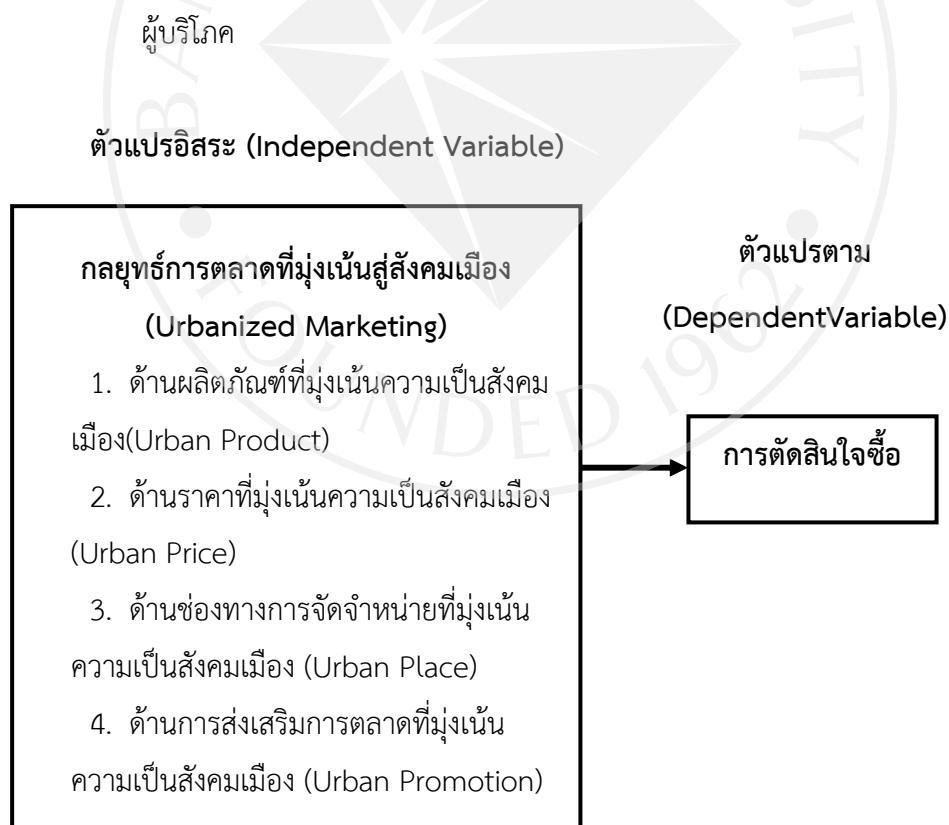 ผู้บริโภค
ตัวแปรอิสระ (Independent Variable)
กลยุทธ์การตลาดที่มุ่งเน้นสู่สังคมเมือง
(Urbanized Marketing)
1. ด้านผลิตภัณฑ์ที่มุ่งเน้นความเป็นสังคม
เมือง(Urban Product)
2. ด้านราคาที่มุ่งเน้นความเป็นสังคมเมือง
(Urban Price)
3. ด้านช่องทางการจัดจำหน่ายที่มุ่งเน้น
ความเป็นสังคมเมือง (Urban Place)
4. ด้านการส่งเสริมการตลาดที่มุ่งเน้น
ความเป็นสังคมเมือง (Urban Promotion)
ตัวแปรตาม
(DependentVariable)
การตัดสินใจซื้อ
FOUNDED 1962